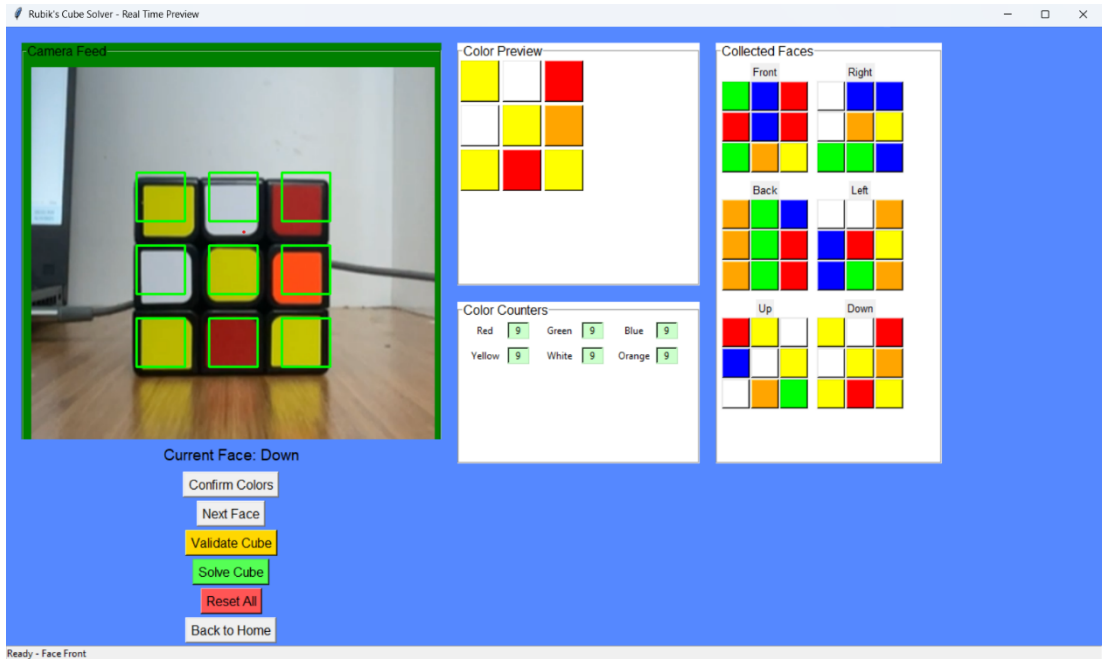 Rubik's Cube Solver - Real Time Preview
Camera Feed
Color Preview
Collected Faces
Front Right
Back Left
Up Down
Color Counters
Red 9 Green 9 Blue 9
Yellow 9 White 9 Orange 9
Current Face: Down
Confirm Colors
Next Face
Validate Cube
Solve Cube
Reset All
Back to Home
Ready - Face Front